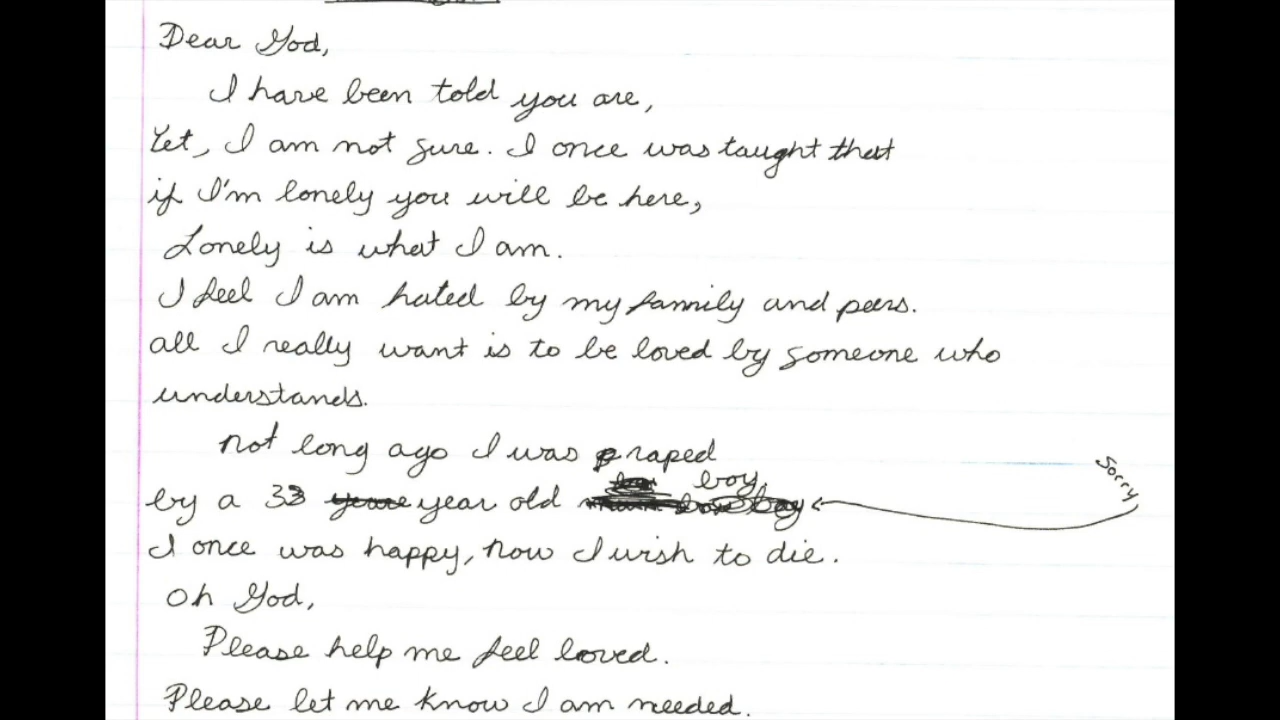 Dear God,
I have been told you are,
Yet, I am not sure. I once was taught that
if I'm lonely you will be here,
Lonely is what I am.
I feel I am hated by my family and peers.
all I really want is to be loved by someone who
understands.
not long ago I was raped
Sorry
boy,
by a 33 year old
I once was happy, now I wish to die.
Oh God,
Please help me feel loved.
Please let me know I am needed.